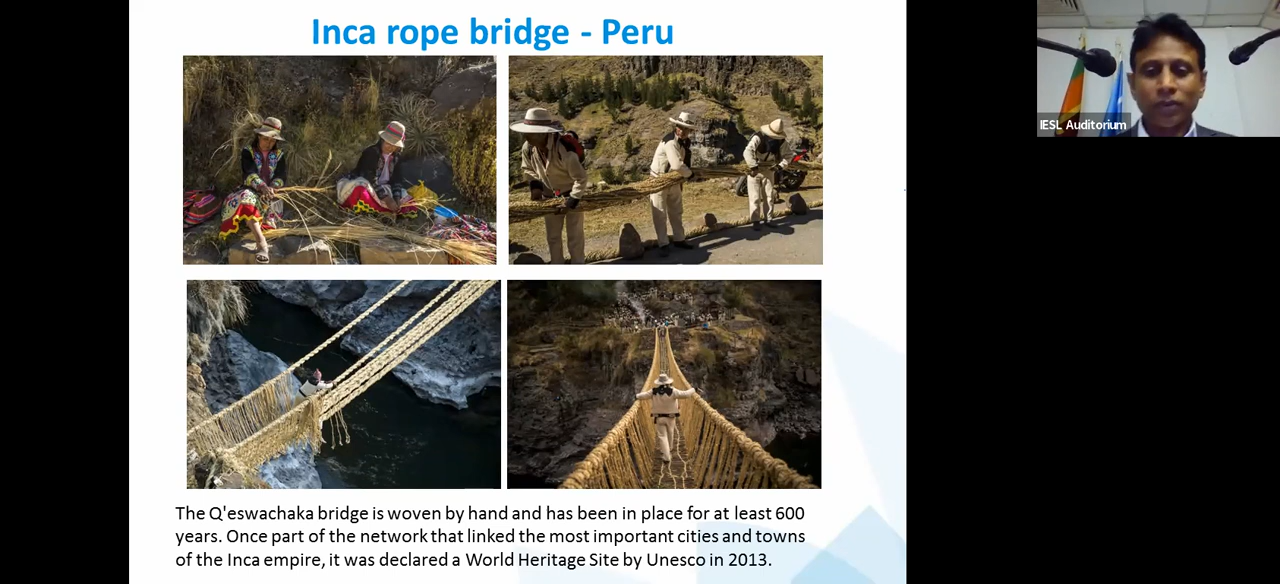 Inca rope bridge - Peru
IESL Auditorium
The Q'eswachaka bridge is woven by hand and has been in place for at least 600
years. Once part of the network that linked the most important cities and towns
of the Inca empire, it was declared a World Heritage Site by Unesco in 2013.